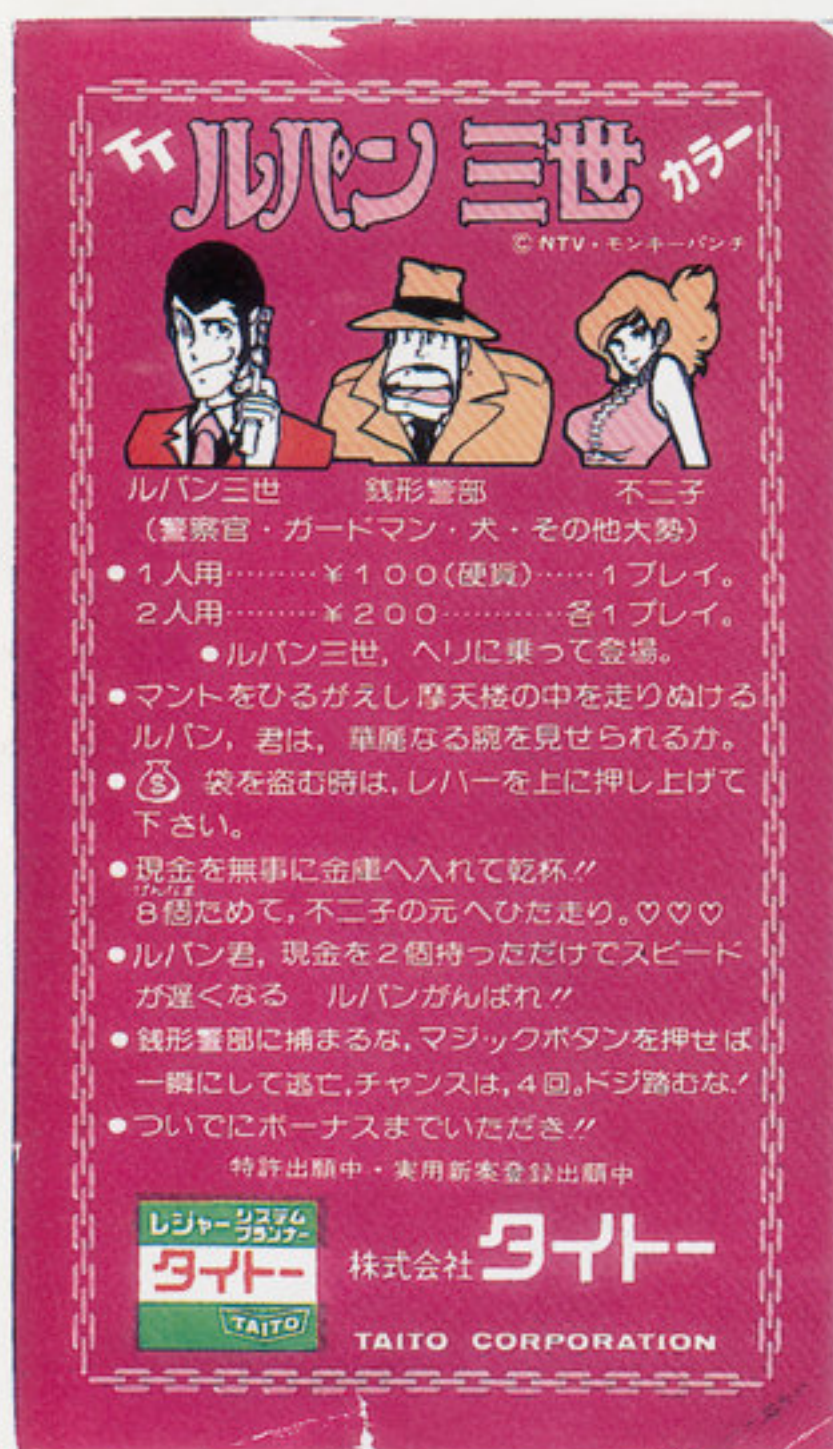 TT ルパン三世 カラー
© NTV・モンキーパンチ
ルパン三世 銭形警部 不二子
(警察官・ガードマン・犬・その他大勢)
●1人用………¥100(硬貨)……1プレイ。
2人用………¥200…………各1プレイ。
●ルパン三世, ヘリに乗って登場。
●マントをひるがえし摩天楼の中を走りぬける
ルパン, 君は, 華麗なる腕を見せられるか。
●$ 袋を盗む時は,レバーを上に押し上げて
下さい。
●現金を無事に金庫へ入れて乾杯!!
げんなま
8個ためて,不二子の元へひた走り。♡♡♡
●ルパン君, 現金を2個持っただけでスピード
が遅くなる ルパンがんばれ!!
●銭形警部に捕まるな,マジックボタンを押せば
一瞬にして逃亡,チャンスは,4回。ドジ踏むな!
●ついでにボーナスまでいただき!!
特許出願中・実用新案登録出願中
レジャーシステム
プランナー
タイトー
TAITO
株式会社タイトー
TAITO CORPORATION